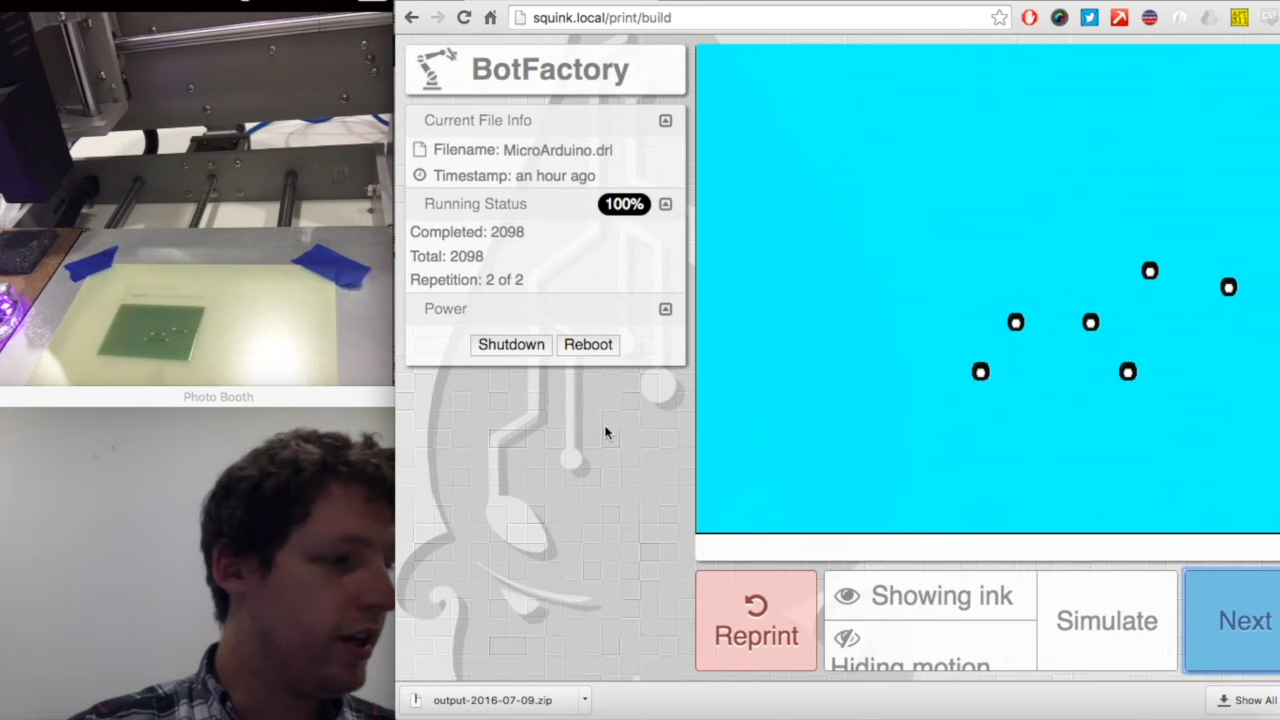 squink.local/print/build
BotFactory
Current File Info
Filename: MicroArduino.drl
Timestamp: an hour ago
Running Status 100%
Completed: 2098
Total: 2098
Repetition: 2 of 2
Power
Shutdown Reboot
Photo Booth
Reprint
Showing ink
Hiding motion
Simulate
Next
output-2016-07-09.zip
Show All